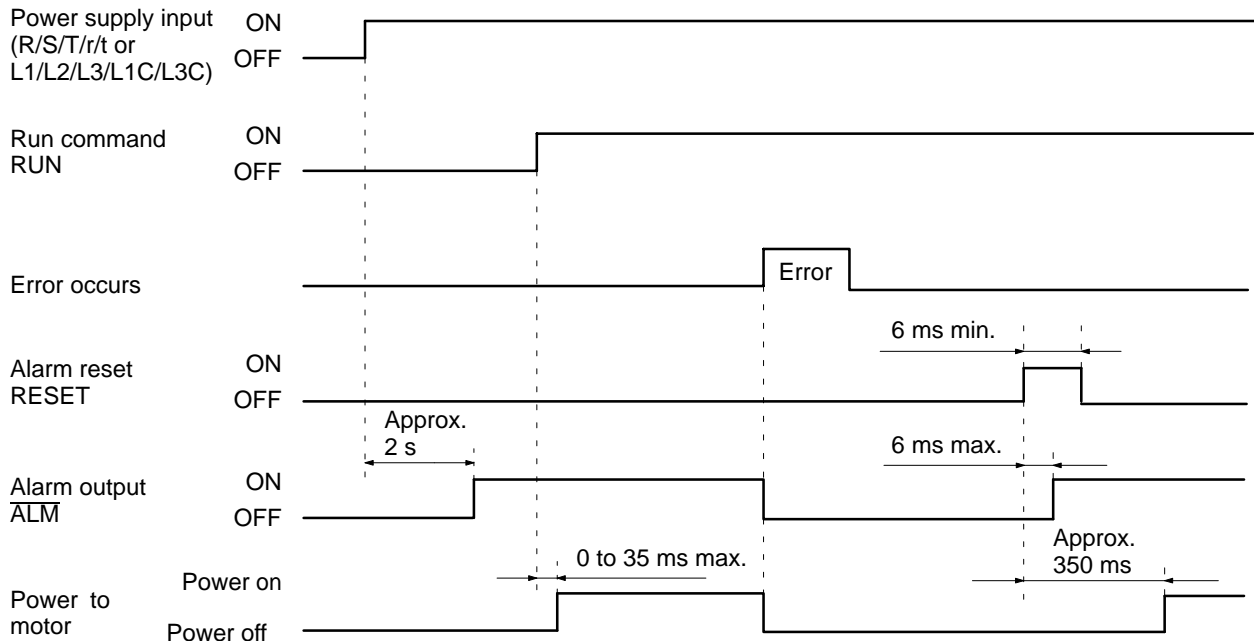 Power supply input
(R/S/T/r/t or
L1/L2/L3/L1C/L3C)
ON
OFF
Run command
RUN
ON
OFF
Error occurs
Error
6 ms min.
Alarm reset
RESET
ON
OFF
Approx.
2 s
6 ms max.
Alarm output
ALM
ON
OFF
Approx.
350 ms
0 to 35 ms max.
Power to
motor
Power on
Power off